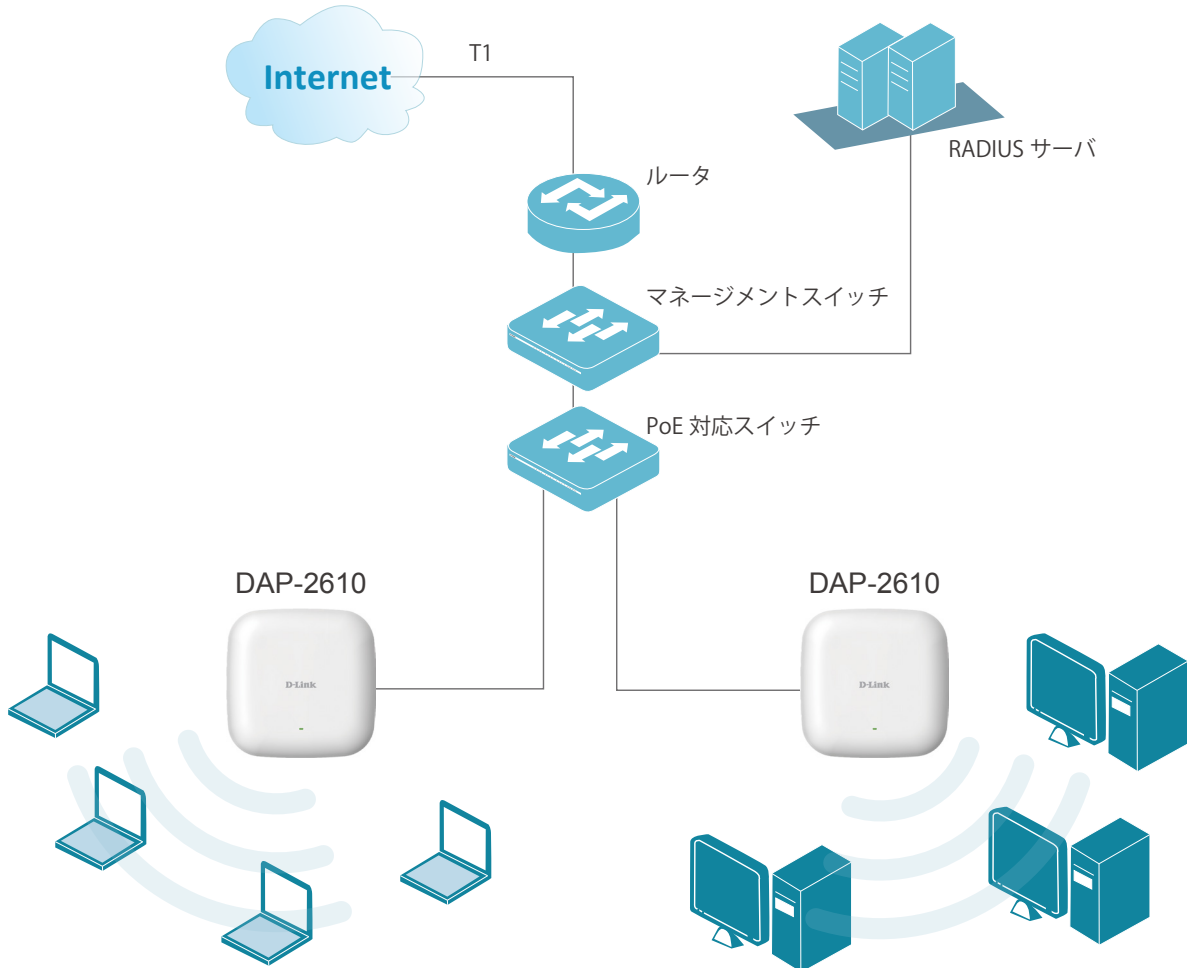 Internet
T1
RADIUS サーバ
ルータ
マネージメントスイッチ
PoE 対応スイッチ
DAP-2610
DAP-2610
D-Link
D-Link